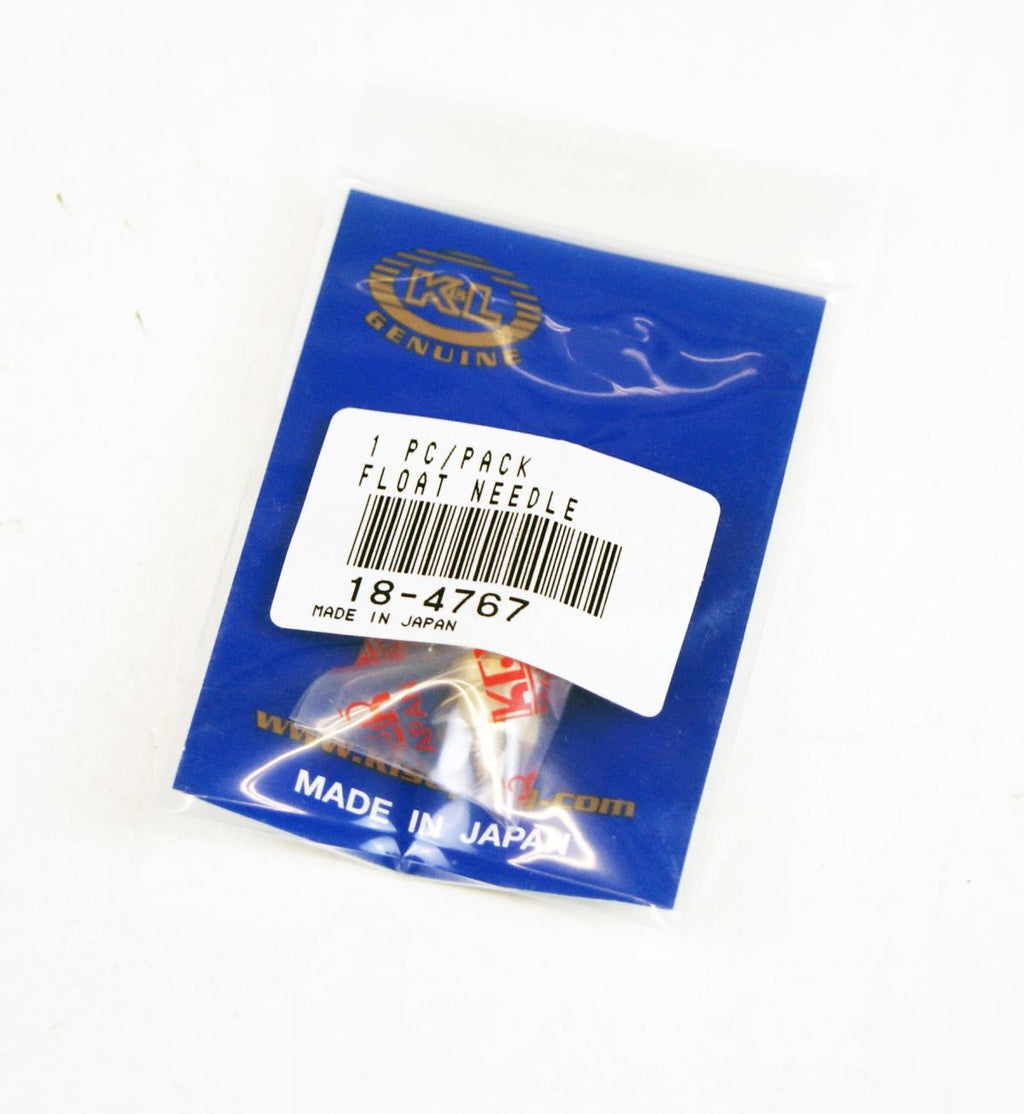 K&L
GENUINE
1 PC/PACK
FLOAT NEEDLE
18-4767
MADE IN JAPAN
MADE IN JAPAN